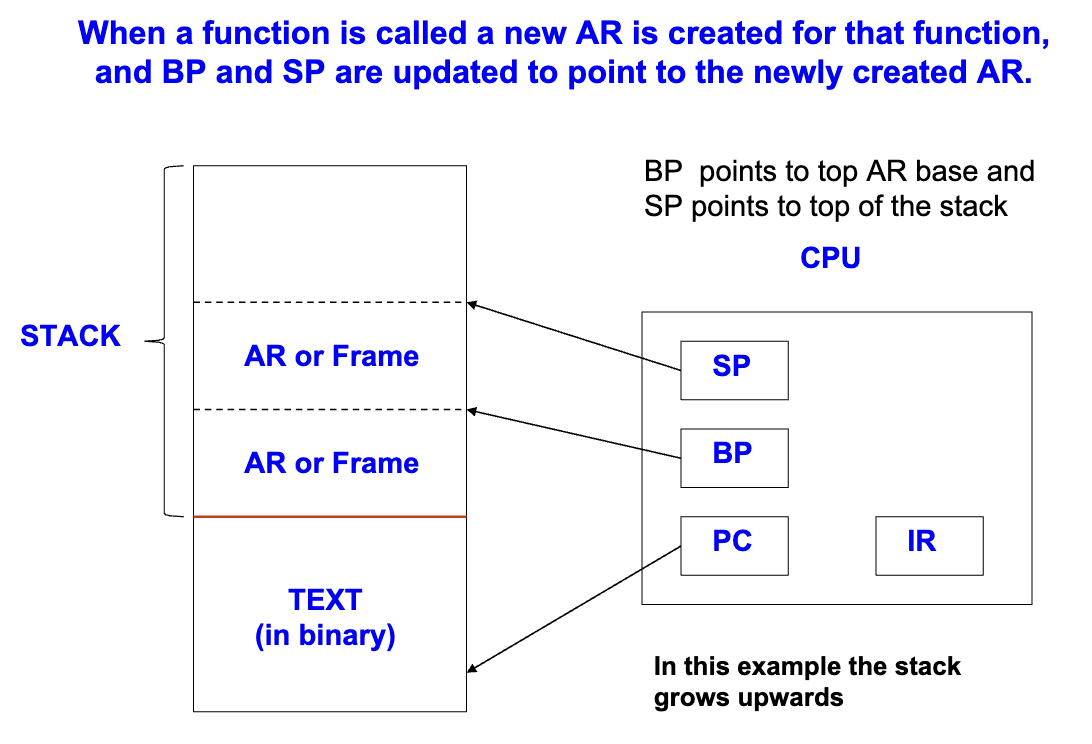 When a function is called a new AR is created for that function,
and BP and SP are updated to point to the newly created AR.
BP  points to top AR base and
SP points to top of the stack
CPU
STACK
AR or Frame
AR or Frame
TEXT
(in binary)
SP
BP
PC
IR
In this example the stack
grows upwards